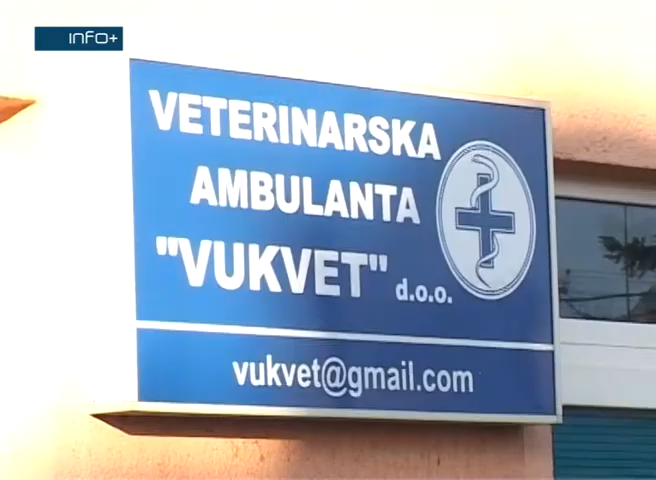 INFO+
VETERINARSKA
AMBULANTA
"VUKVET" d.o.o.
vukvet@gmail.com